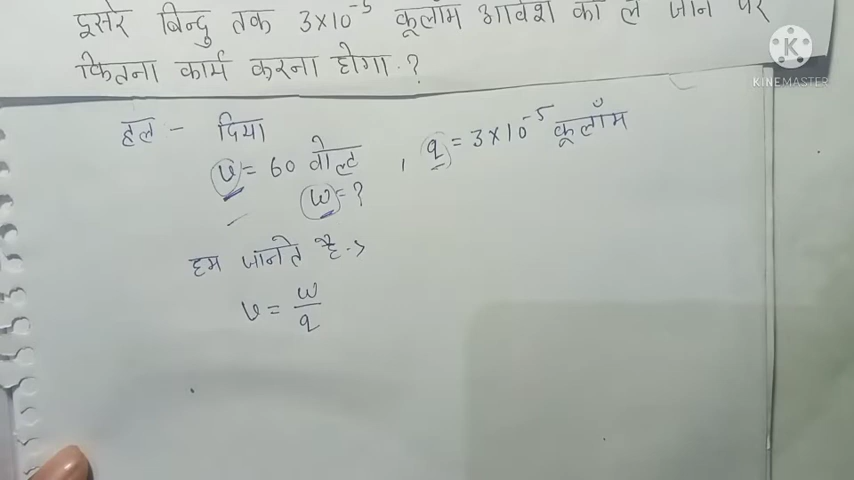 दूसरे बिन्दु तक 3×10⁻⁵ कूलॉम आवेश को ले जाने पर
कितना कार्म करना होगा.?
हल - दिया
v = 60 वोल्ट , q = 3×10⁻⁵ कूलॉम
w = ?
हम जानते है->
v = w/q
K
KINEMASTER